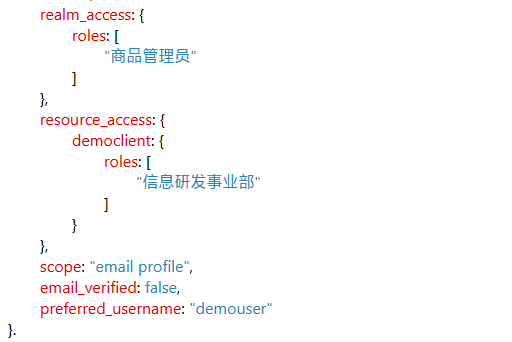 realm_access: {
roles: [
"商品管理员"
]
},
resource_access: {
democlient: {
roles: [
"信息研发事业部"
]
}
},
scope: "email profile",
email_verified: false,
preferred_username: "demouser"
}.